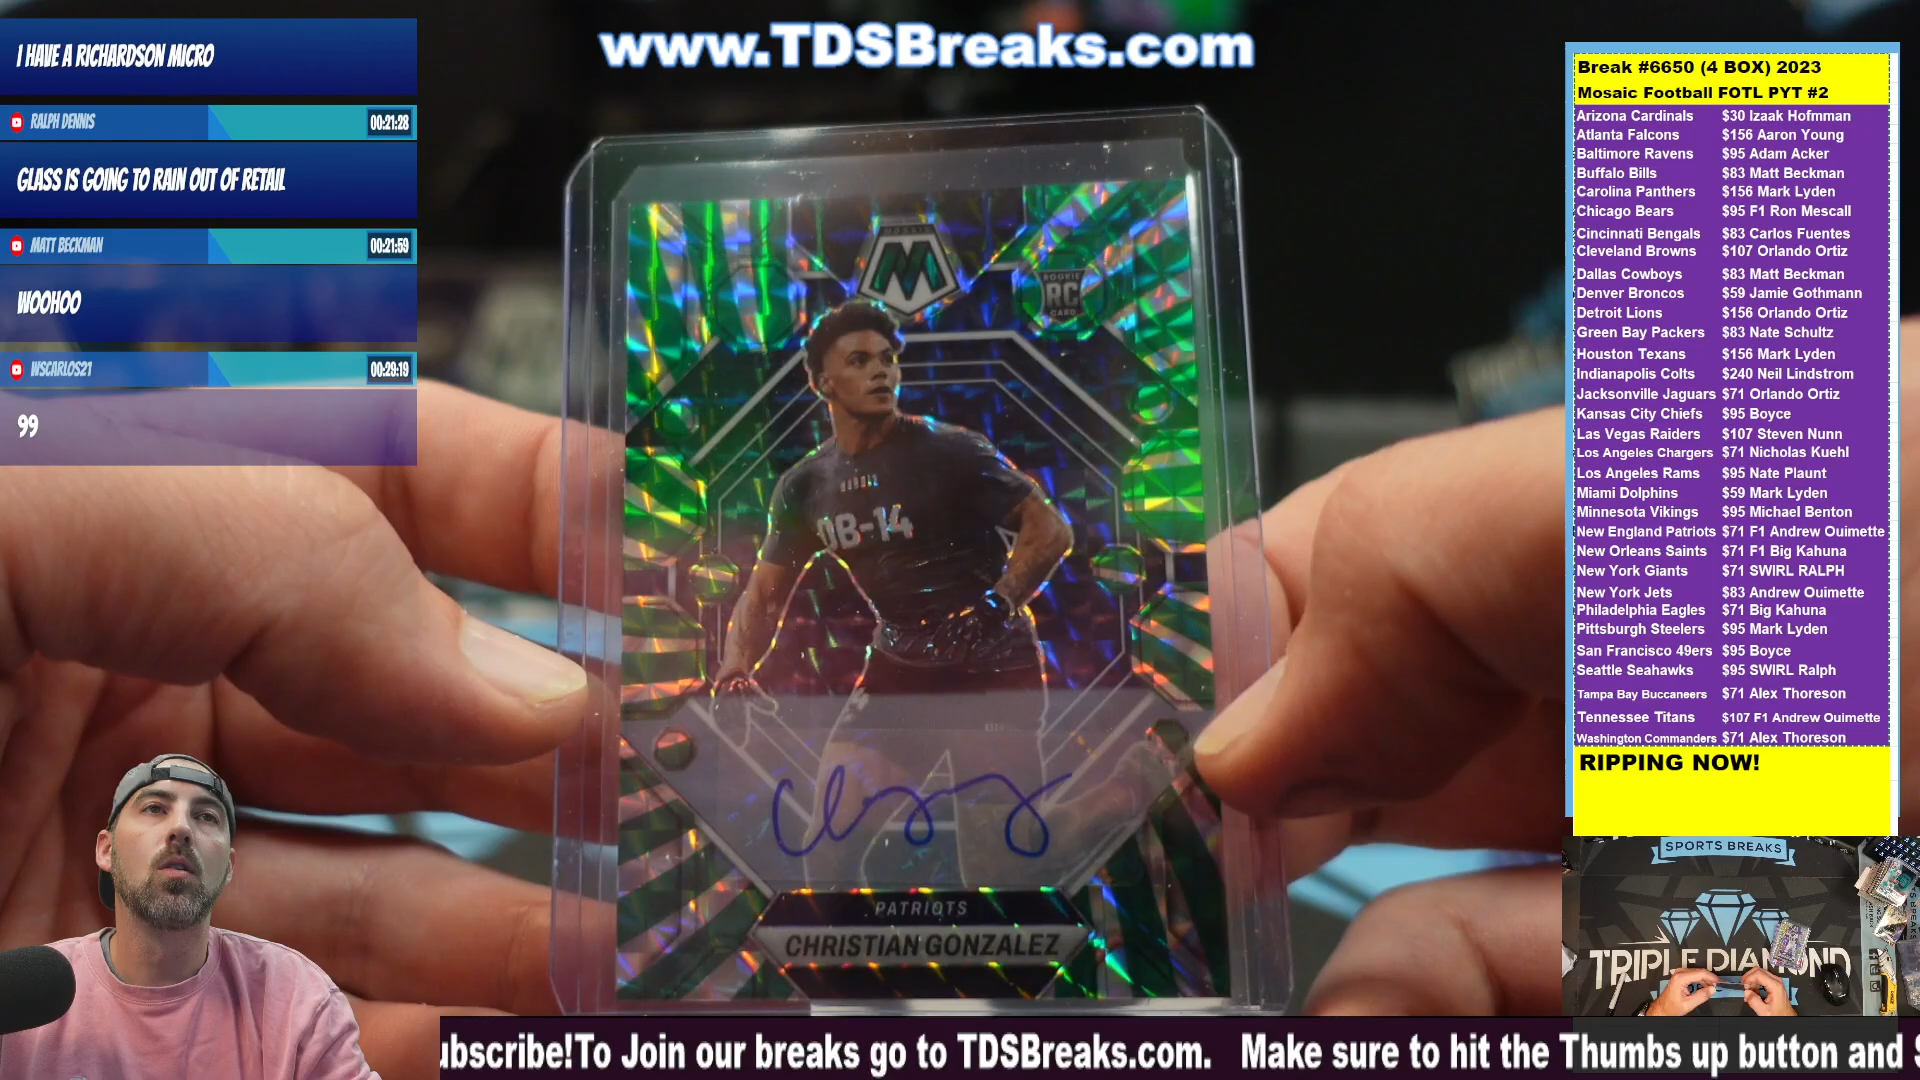 www.TDSBreaks.com
I HAVE A RICHARDSON MICRO
RALPH DENNIS 00:21:28
GLASS IS GOING TO RAIN OUT OF RETAIL
MATT BECKMAN 00:21:59
WOOHOO
WSCARLOS21 00:29:19
99
MOSAIC
M
ROOKIE
RC
CARD
DB-14
PATRIOTS
CHRISTIAN GONZALEZ
Break #6650 (4 BOX) 2023
Mosaic Football FOTL PYT #2
Arizona Cardinals $30 Izaak Hofmman
Atlanta Falcons $156 Aaron Young
Baltimore Ravens $95 Adam Acker
Buffalo Bills $83 Matt Beckman
Carolina Panthers $156 Mark Lyden
Chicago Bears $95 F1 Ron Mescall
Cincinnati Bengals $83 Carlos Fuentes
Cleveland Browns $107 Orlando Ortiz
Dallas Cowboys $83 Matt Beckman
Denver Broncos $59 Jamie Gothmann
Detroit Lions $156 Orlando Ortiz
Green Bay Packers $83 Nate Schultz
Houston Texans $156 Mark Lyden
Indianapolis Colts $240 Neil Lindstrom
Jacksonville Jaguars $71 Orlando Ortiz
Kansas City Chiefs $95 Boyce
Las Vegas Raiders $107 Steven Nunn
Los Angeles Chargers $71 Nicholas Kuehl
Los Angeles Rams $95 Nate Plaunt
Miami Dolphins $59 Mark Lyden
Minnesota Vikings $95 Michael Benton
New England Patriots $71 F1 Andrew Ouimette
New Orleans Saints $71 F1 Big Kahuna
New York Giants $71 SWIRL RALPH
New York Jets $83 Andrew Ouimette
Philadelphia Eagles $71 Big Kahuna
Pittsburgh Steelers $95 Mark Lyden
San Francisco 49ers $95 Boyce
Seattle Seahawks $95 SWIRL Ralph
Tampa Bay Buccaneers $71 Alex Thoreson
Tennessee Titans $107 F1 Andrew Ouimette
Washington Commanders $71 Alex Thoreson
RIPPING NOW!
SPORTS BREAKS
TRIPLE DIAMOND
ubscribe!To Join our breaks go to TDSBreaks.com. Make sure to hit the Thumbs up button and S